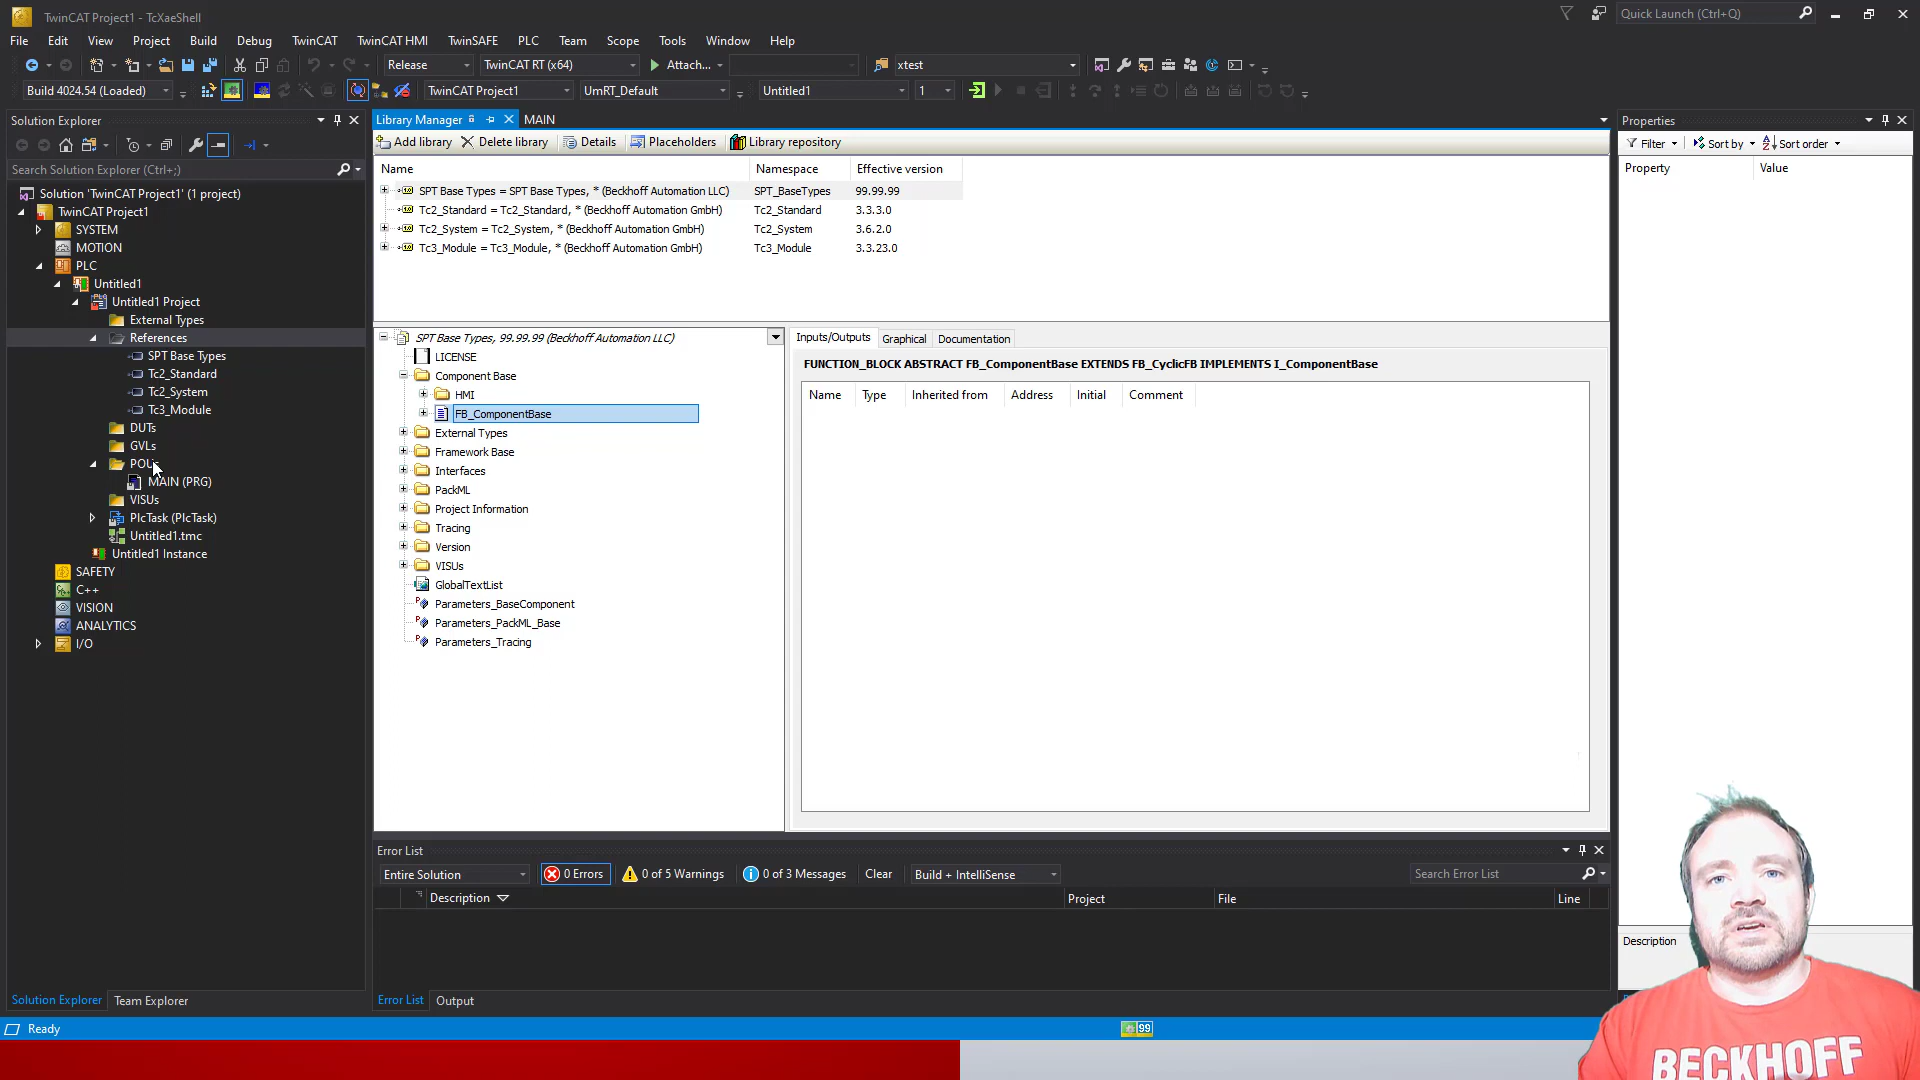 TwinCAT Project1 - TcXaeShell
Quick Launch (Ctrl+Q)
File Edit View Project Build Debug TwinCAT TwinCAT HMI TwinSAFE PLC Team Scope Tools Window Help
Release TwinCAT RT (x64) Attach... xtest
Build 4024.54 (Loaded) TwinCAT Project1 UmRT_Default Untitled1 1
Solution Explorer
Search Solution Explorer (Ctrl+;)
Solution 'TwinCAT Project1' (1 project)
TwinCAT Project1
SYSTEM
MOTION
PLC
Untitled1
Untitled1 Project
External Types
References
SPT Base Types
Tc2_Standard
Tc2_System
Tc3_Module
DUTs
GVLs
POUs
MAIN (PRG)
VISUs
PlcTask (PlcTask)
Untitled1.tmc
Untitled1 Instance
SAFETY
C++
VISION
ANALYTICS
I/O
Solution Explorer Team Explorer
Library Manager MAIN
Add library Delete library Details Placeholders Library repository
Name Namespace Effective version
SPT Base Types = SPT Base Types, * (Beckhoff Automation LLC) SPT_BaseTypes 99.99.99
Tc2_Standard = Tc2_Standard, * (Beckhoff Automation GmbH) Tc2_Standard 3.3.3.0
Tc2_System = Tc2_System, * (Beckhoff Automation GmbH) Tc2_System 3.6.2.0
Tc3_Module = Tc3_Module, * (Beckhoff Automation GmbH) Tc3_Module 3.3.23.0
SPT Base Types, 99.99.99 (Beckhoff Automation LLC)
LICENSE
Component Base
HMI
FB_ComponentBase
External Types
Framework Base
Interfaces
PackML
Project Information
Tracing
Version
VISUs
GlobalTextList
Parameters_BaseComponent
Parameters_PackML_Base
Parameters_Tracing
Inputs/Outputs Graphical Documentation
FUNCTION_BLOCK ABSTRACT FB_ComponentBase EXTENDS FB_CyclicFB IMPLEMENTS I_ComponentBase
Name Type Inherited from Address Initial Comment
Error List
Entire Solution 0 Errors 0 of 5 Warnings 0 of 3 Messages Clear Build + IntelliSense Search Error List
Description Project File Line
Error List Output
Properties
Filter Sort by Sort order
Property Value
Description
Ready
99
BECKHOFF